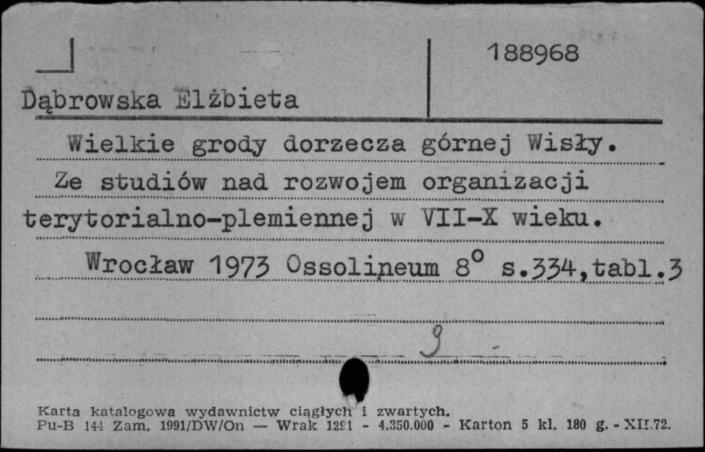 188968
Dąbrowska Elżbieta
Wielkie grody dorzecza górnej Wisły.
Ze studiów nad rozwojem organizacji
terytorialno-plemiennej w VII-X wieku.
Wrocław 1973 Ossolineum 8° s.334,tabl.3
9
Karta katalogowa wydawnictw ciągłych i zwartych.
Pu-B 144 Zam. 1991/DW/On — Wrak 1291 - 4.350.000 - Karton 5 kl. 180 g. - XII.72.